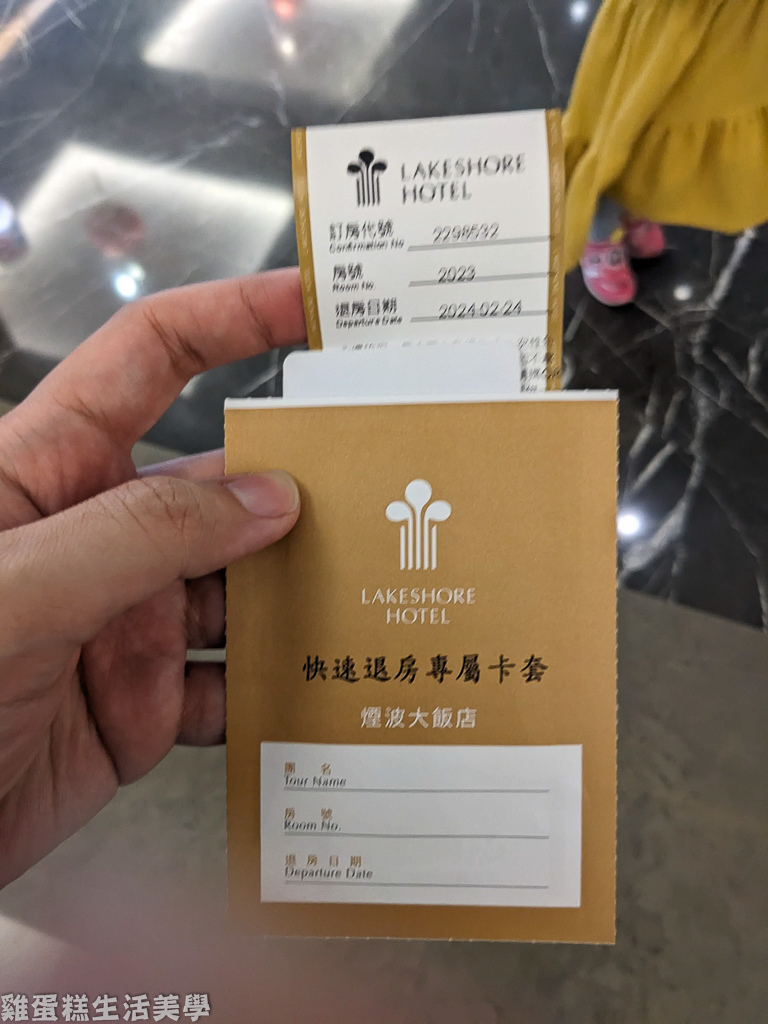 LAKESHORE
HOTEL
訂房代號
Confirmation No. 2298532
房號
Room No. 2023
退房日期
Departure Date 2024-02-24
LAKESHORE
HOTEL
快速退房專屬卡套
煙波大飯店
團名
Tour Name
房號
Room No.
退房日期
Departure Date
雞蛋糕生活美學